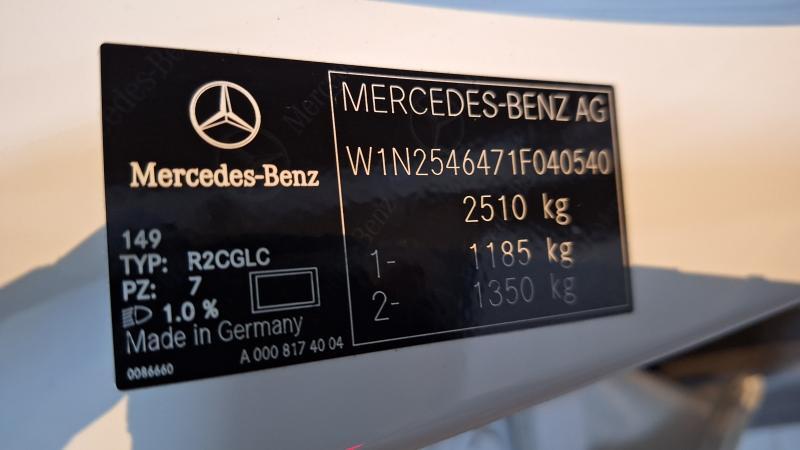 Mercedes-Benz
149
TYP: R2CGLC
PZ: 7
1.0 %
Made in Germany
A 000 817 40 04
0086660
MERCEDES-BENZ AG
W1N2546471F040540
2510 kg
1- 1185 kg
2- 1350 kg